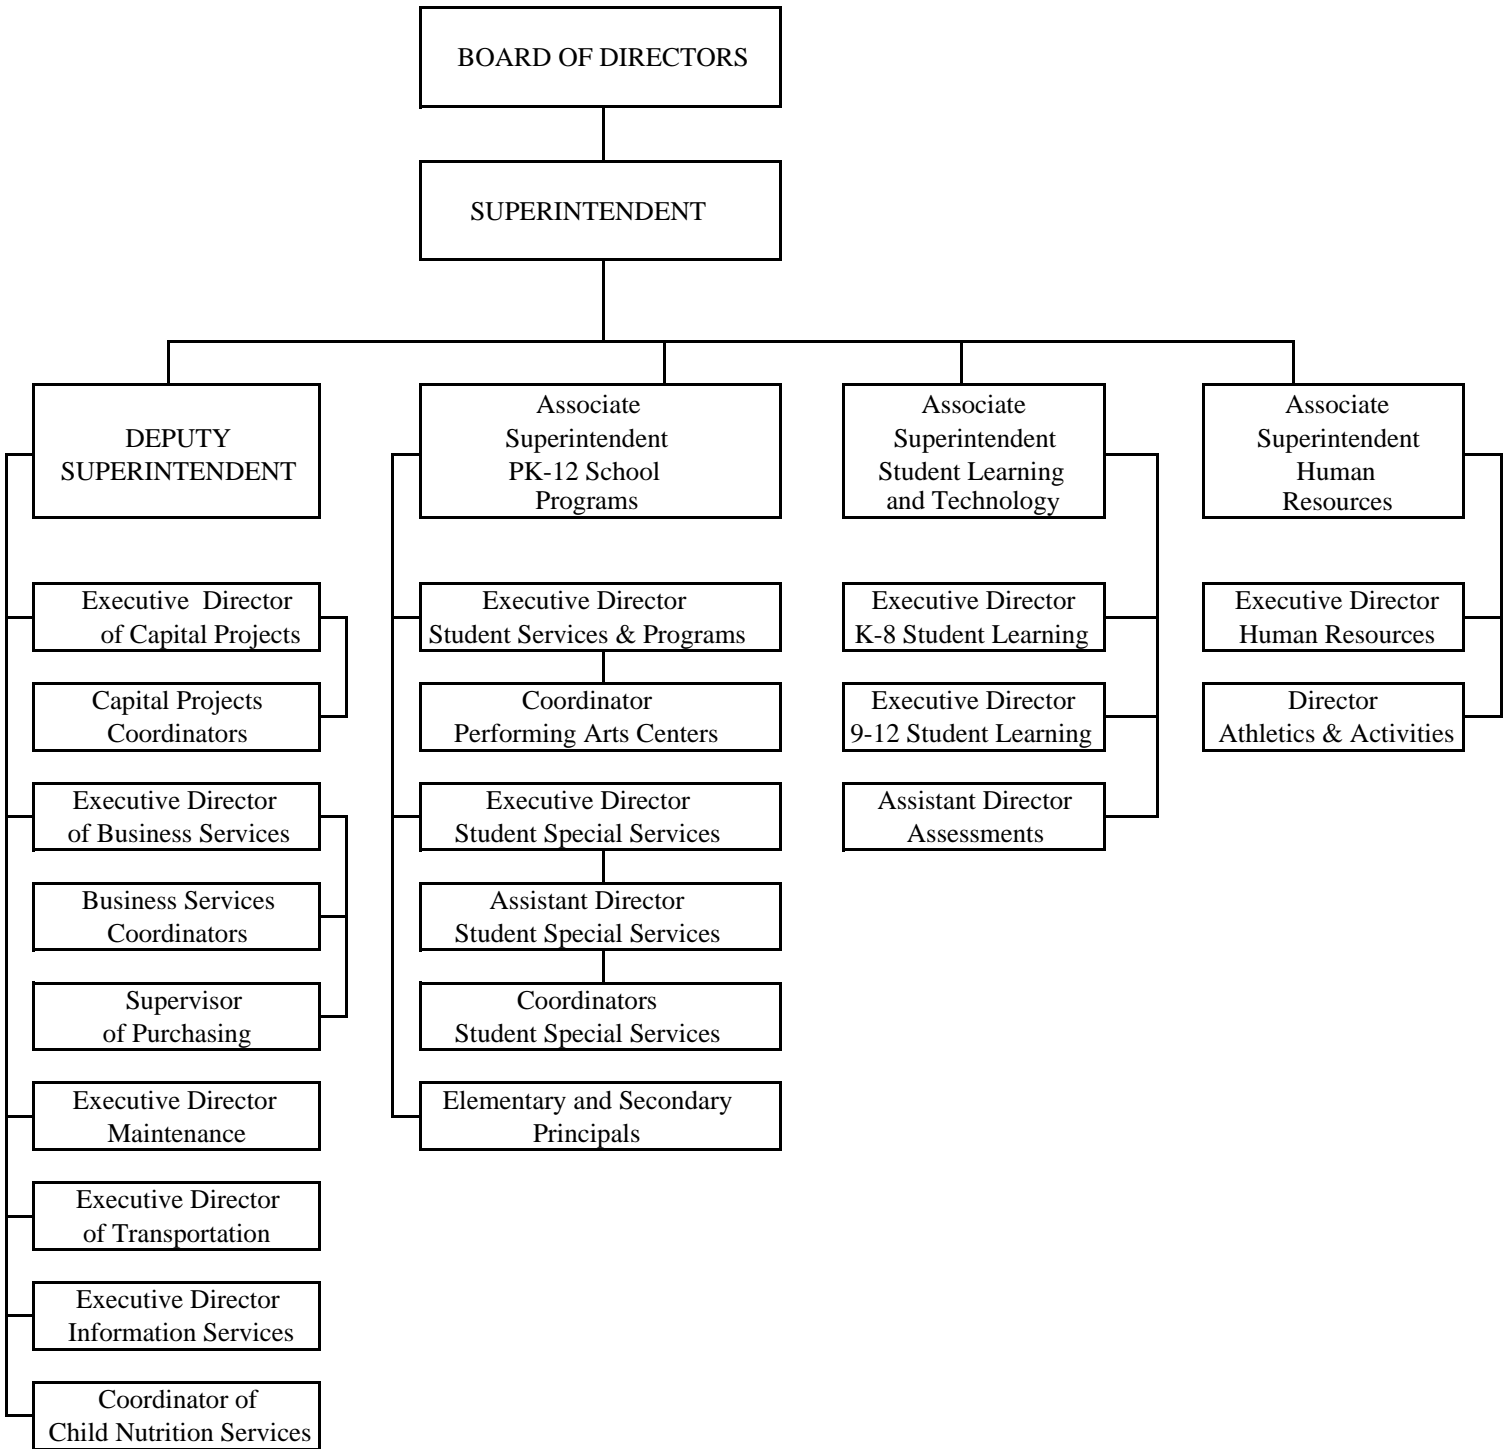 BOARD OF DIRECTORS
SUPERINTENDENT
DEPUTY
SUPERINTENDENT
Executive Director
of Capital Projects
Capital Projects
Coordinators
Executive Director
of Business Services
Business Services
Coordinators
Supervisor
of Purchasing
Executive Director
Maintenance
Executive Director
of Transportation
Executive Director
Information Services
Coordinator of
Child Nutrition Services
Associate
Superintendent
PK-12 School
Programs
Executive Director
Student Services & Programs
Coordinator
Performing Arts Centers
Executive Director
Student Special Services
Assistant Director
Student Special Services
Coordinators
Student Special Services
Elementary and Secondary
Principals
Associate
Superintendent
Student Learning
and Technology
Executive Director
K-8 Student Learning
Executive Director
9-12 Student Learning
Assistant Director
Assessments
Associate
Superintendent
Human
Resources
Executive Director
Human Resources
Director
Athletics & Activities